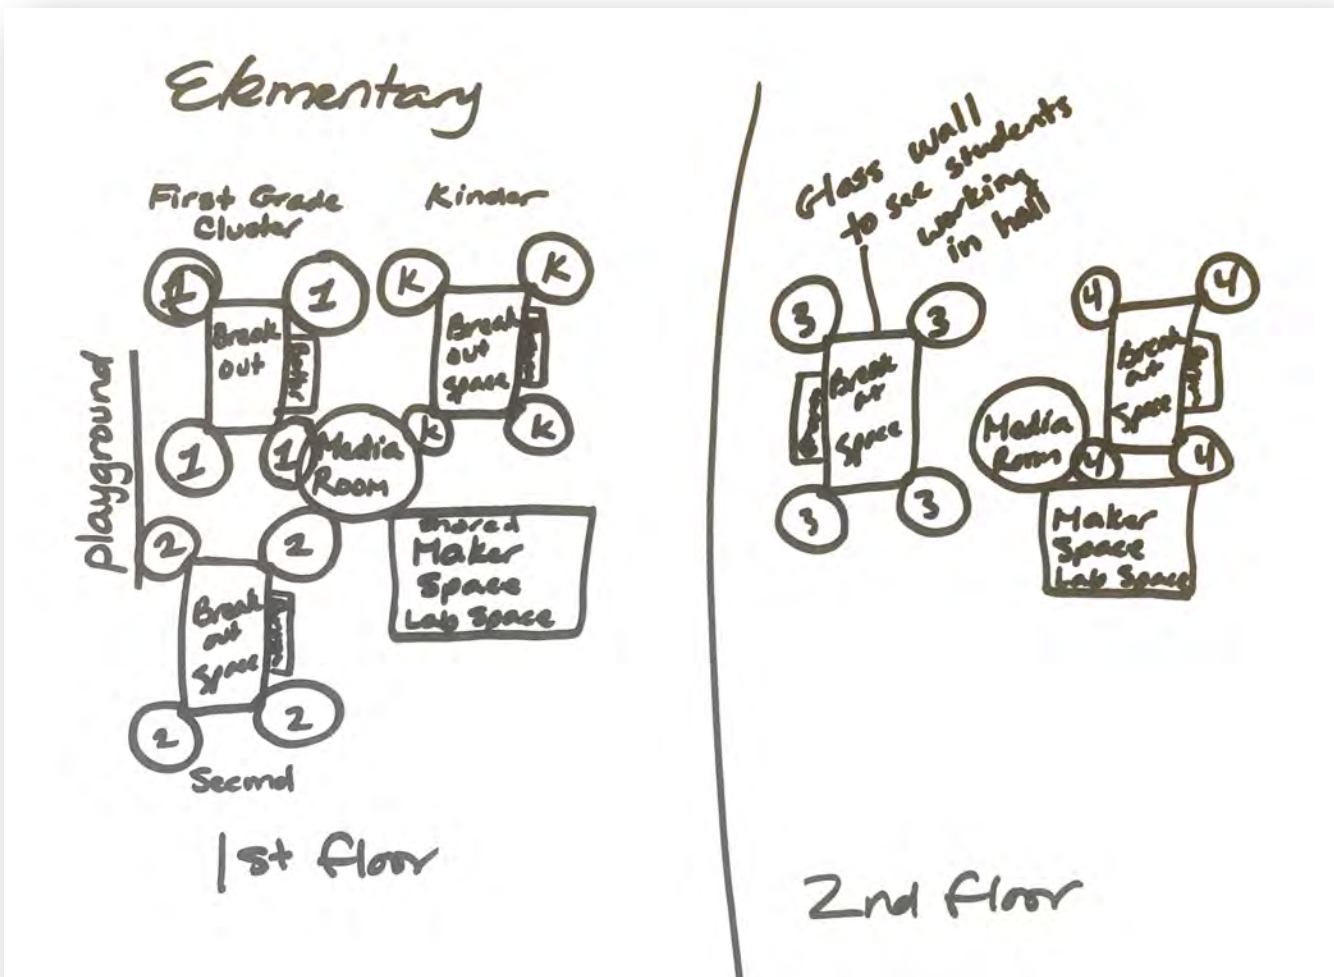 Elementary
First Grade
Cluster
1
1
Break
out
1
1
Kinder
K
K
Break
out
Space
K
K
Media
Room
playground
2
2
Break
out
Space
2
2
Second
Shared
Maker
Space
Lab Space
1st floor
Glass wall
to see students
working
in hall
3
3
Break
out
Space
3
3
4
4
Break
out
Space
4
4
Media
Room
Maker
Space
Lab Space
2nd floor